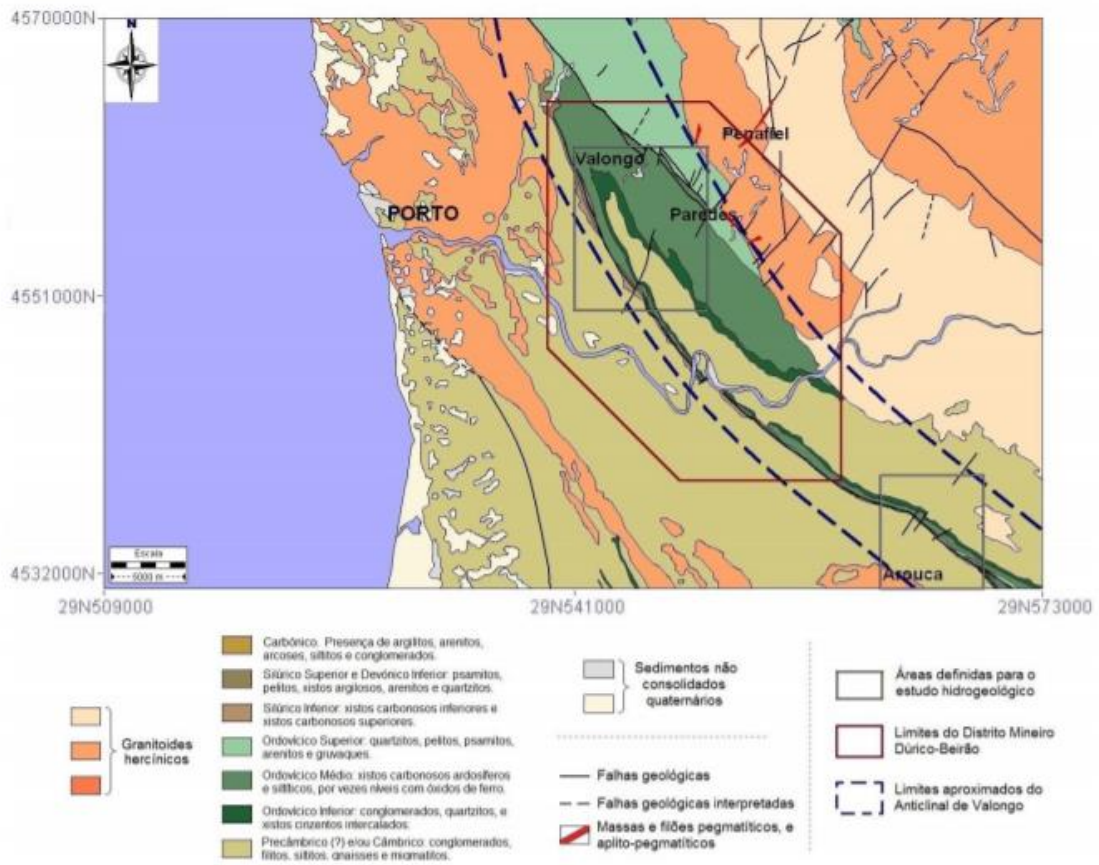 4570000N
N
Penafiel
Valongo
PORTO
Paredes
4551000N
Escala
5000 m
4532000N
Arouca
29N509000
29N541000
29N573000
Granitoides
hercínicos
Carbónico: Presença de argilitos, arenitos,
arcoses, siltitos e conglomerados.
Silúrico Superior e Devónico Inferior: psamitos,
pelitos, xistos argilosos, arenitos e quartzitos.
Silúrico Inferior: xistos carbonosos inferiores e
xistos carbonosos superiores.
Ordovícico Superior: quartzitos, pelitos, psamitos,
arenitos e gruvaques.
Ordovícico Médio: xistos carbonosos ardosíferos
e siltíticos, por vezes níveis com óxidos de ferro.
Ordovícico Inferior: conglomerados, quartzitos, e
xistos cinzentos intercalados.
Precâmbrico (?) e/ou Câmbrico: conglomerados,
filitos, siltitos, gnaisses e migmatitos.
Sedimentos não
consolidados
quaternários
Falhas geológicas
Falhas geológicas interpretadas
Massas e filões pegmatíticos, e
aplito-pegmatíticos
Áreas definidas para o
estudo hidrogeológico
Limites do Distrito Mineiro
Dúrico-Beirão
Limites aproximados do
Anticlinal de Valongo